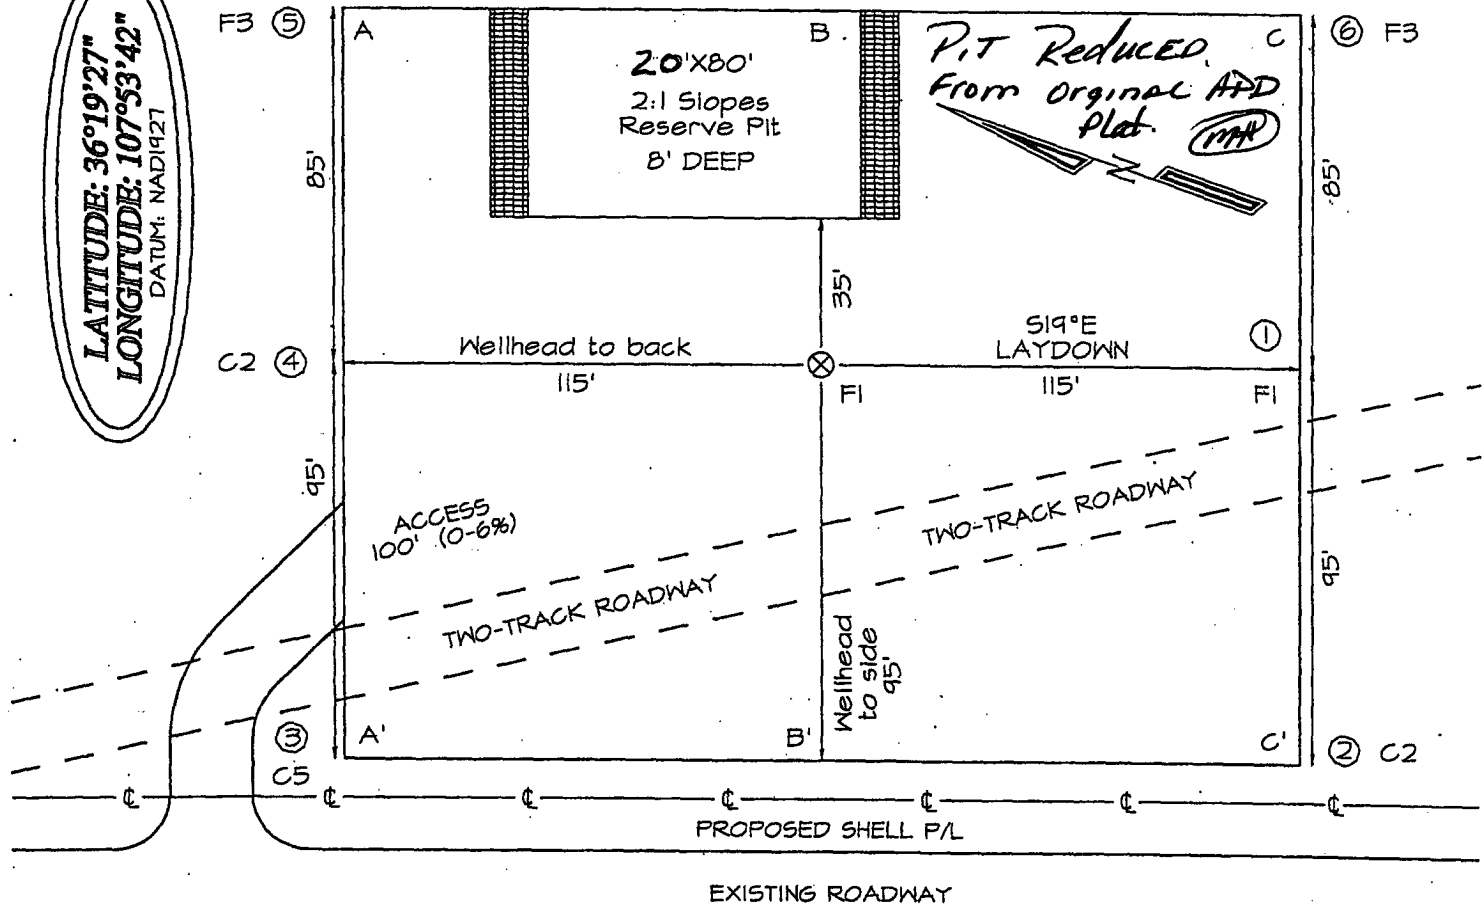 LATITUDE: 36°19'27"
LONGITUDE: 107°53'42"
DATUM: NAD1927
F3 ⑤
A
B
C
⑥ F3
20'X80'
2:1 Slopes
Reserve Pit
8' DEEP
PIT REDUCED
From Orginal APD
Plat.
MH
N
85'
85'
35'
C2 ④
Wellhead to back
115'
F1
S19°E
LAYDOWN
115'
①
F1
95'
ACCESS
100' (0-6%)
TWO-TRACK ROADWAY
TWO-TRACK ROADWAY
95'
Wellhead
to side
95'
③
C5
A'
B'
C'
② C2
℄ ℄ ℄ ℄ ℄ ℄ ℄
PROPOSED SHELL P/L
EXISTING ROADWAY